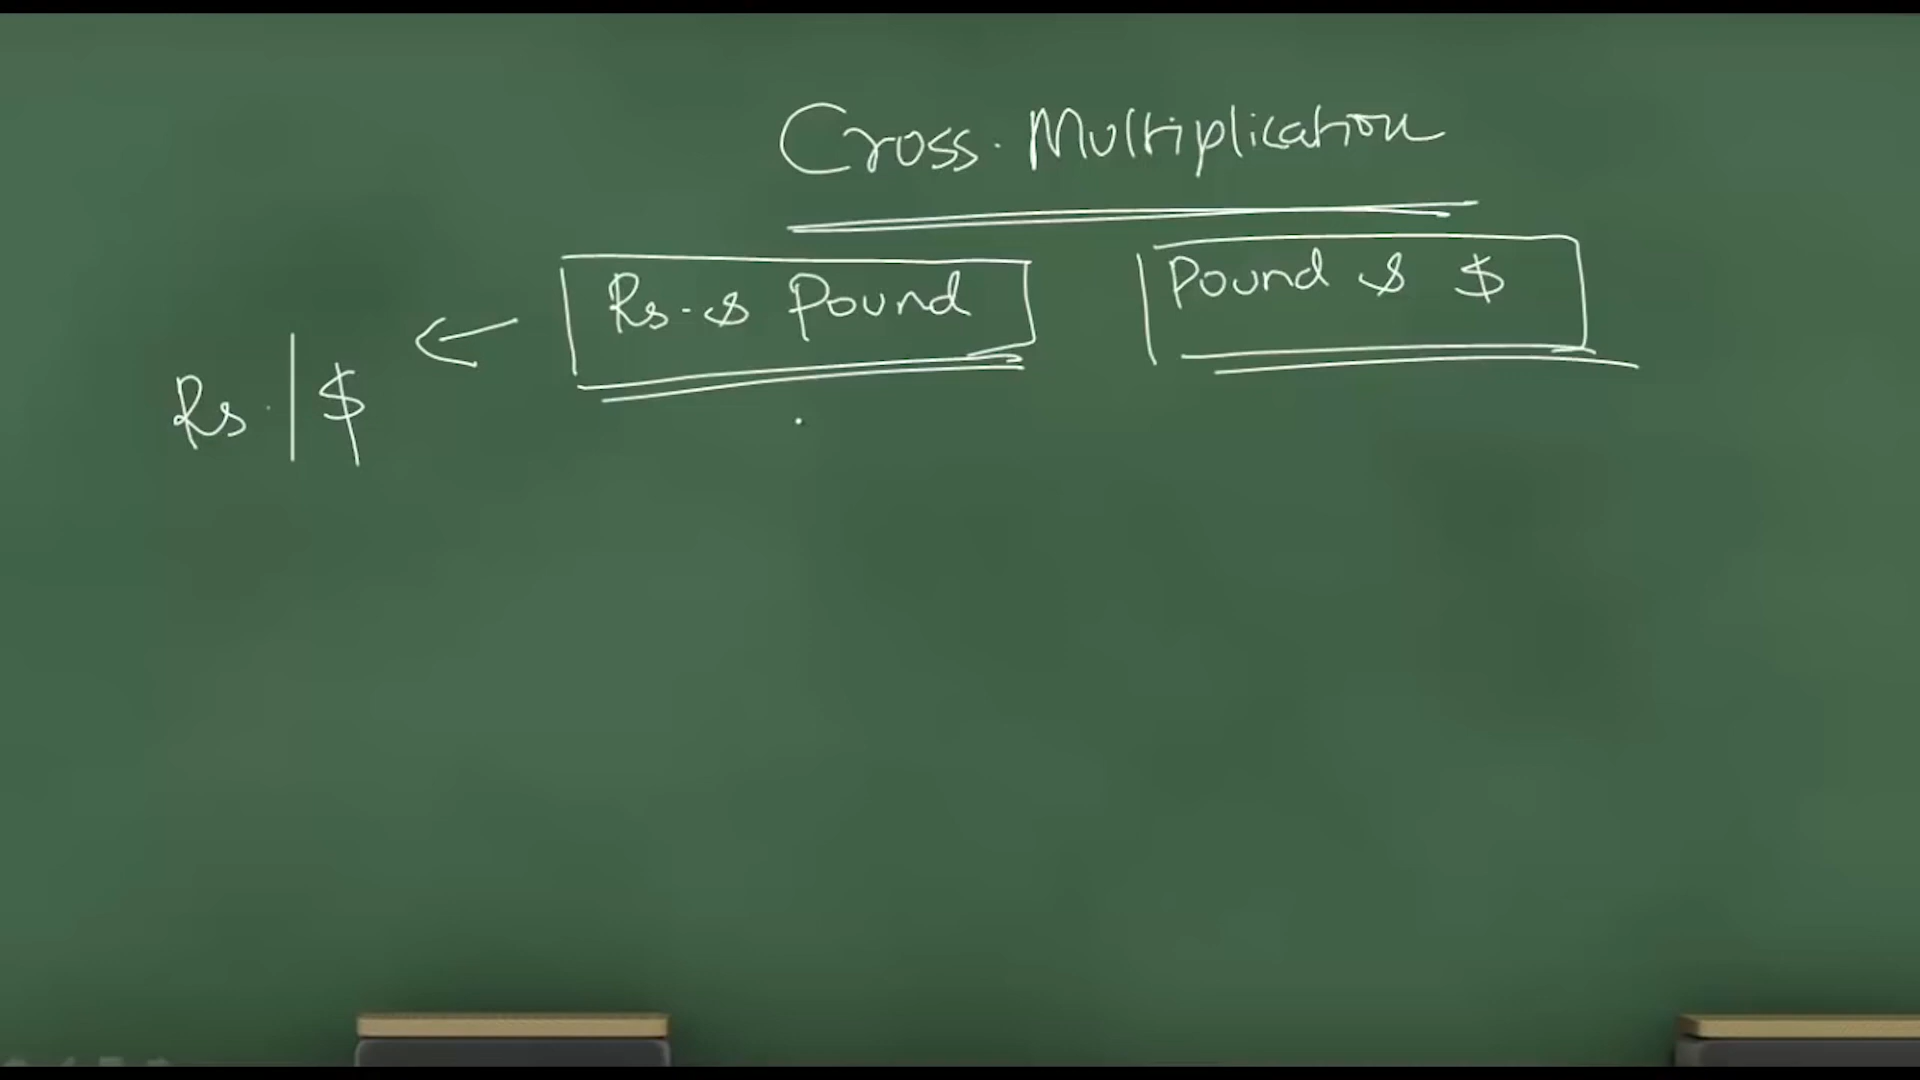 Cross. Multiplication
Rs. & Pound
Pound & $
Rs. | $